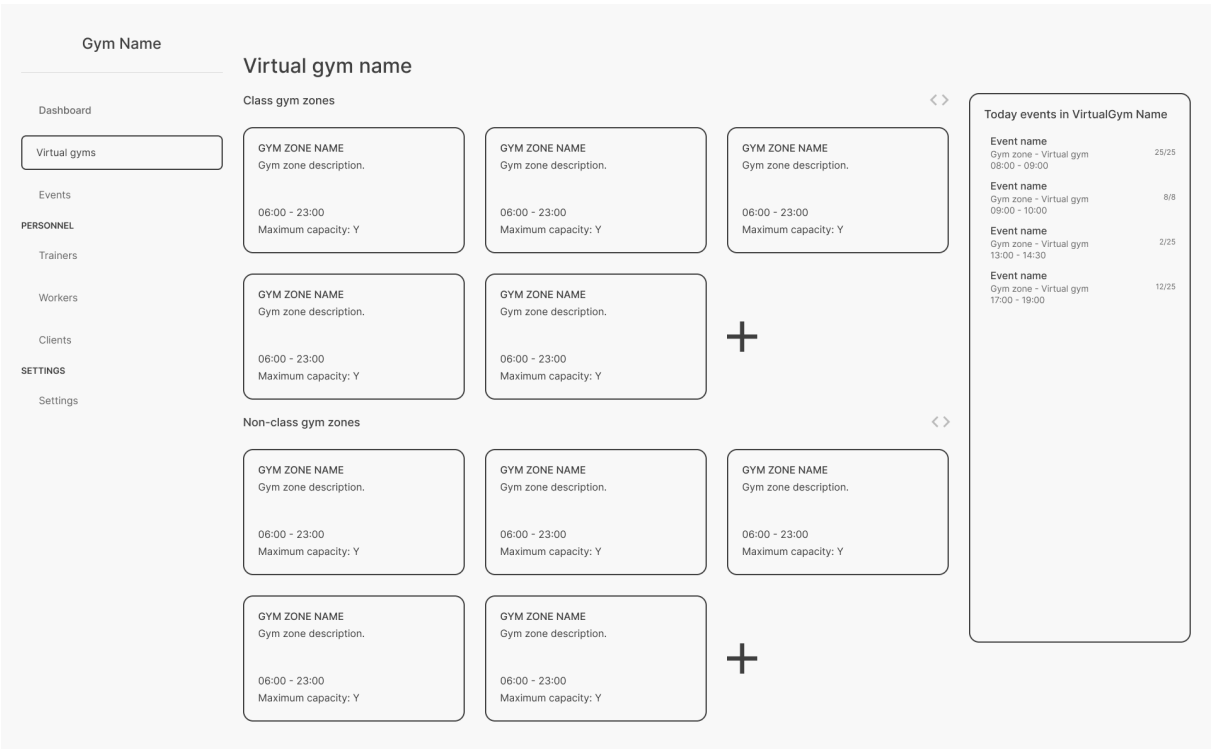 Gym Name
Dashboard
Virtual gyms
Events
PERSONNEL
Trainers
Workers
Clients
SETTINGS
Settings
Virtual gym name
Class gym zones
GYM ZONE NAME
Gym zone description.
06:00 - 23:00
Maximum capacity: Y
GYM ZONE NAME
Gym zone description.
06:00 - 23:00
Maximum capacity: Y
GYM ZONE NAME
Gym zone description.
06:00 - 23:00
Maximum capacity: Y
GYM ZONE NAME
Gym zone description.
06:00 - 23:00
Maximum capacity: Y
GYM ZONE NAME
Gym zone description.
06:00 - 23:00
Maximum capacity: Y
Non-class gym zones
GYM ZONE NAME
Gym zone description.
06:00 - 23:00
Maximum capacity: Y
GYM ZONE NAME
Gym zone description.
06:00 - 23:00
Maximum capacity: Y
GYM ZONE NAME
Gym zone description.
06:00 - 23:00
Maximum capacity: Y
GYM ZONE NAME
Gym zone description.
06:00 - 23:00
Maximum capacity: Y
GYM ZONE NAME
Gym zone description.
06:00 - 23:00
Maximum capacity: Y
Today events in VirtualGym Name
Event name
Gym zone - Virtual gym
08:00 - 09:00
25/25
Event name
Gym zone - Virtual gym
09:00 - 10:00
8/8
Event name
Gym zone - Virtual gym
13:00 - 14:30
2/25
Event name
Gym zone - Virtual gym
17:00 - 19:00
12/25